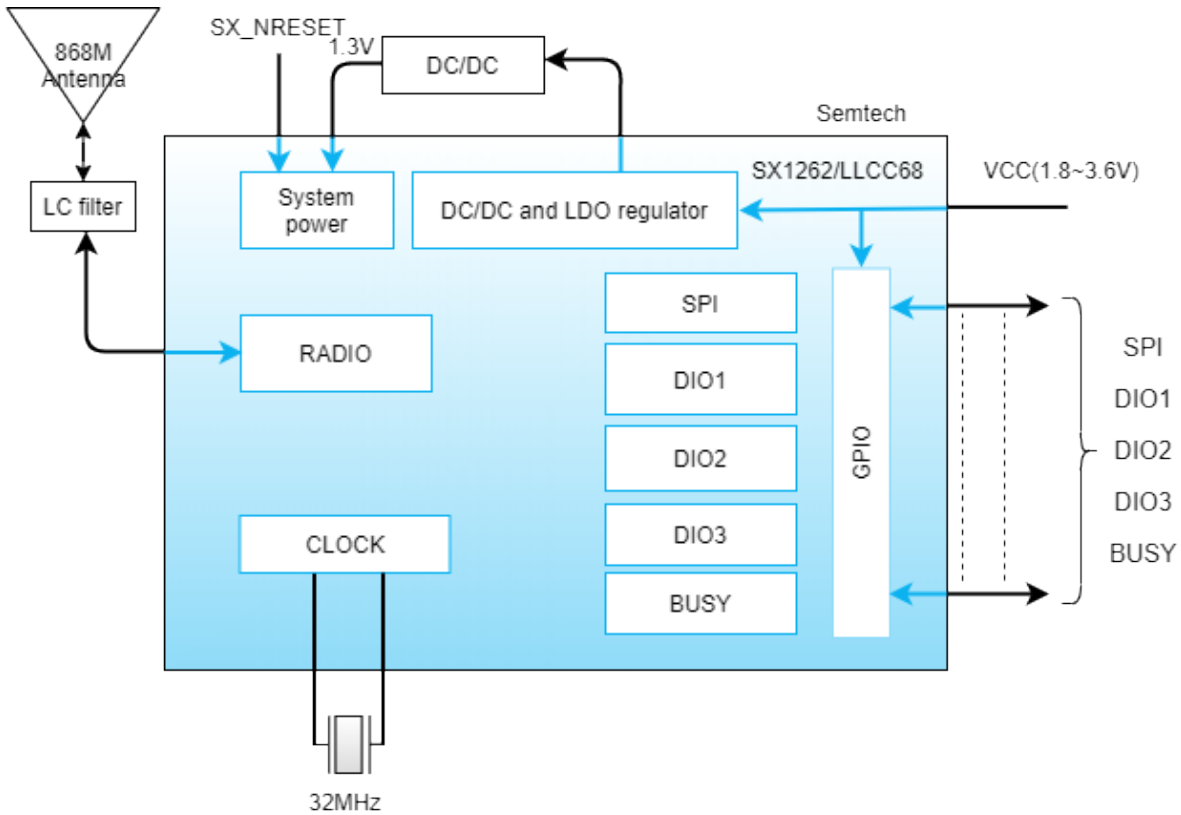 868M
Antenna
SX_NRESET
1.3V
DC/DC
Semtech
LC filter
System
power
DC/DC and LDO regulator
SX1262/LLCC68
VCC(1.8~3.6V)
SPI
DIO1
DIO2
DIO3
BUSY
GPIO
RADIO
CLOCK
SPI
DIO1
DIO2
DIO3
BUSY
32MHz